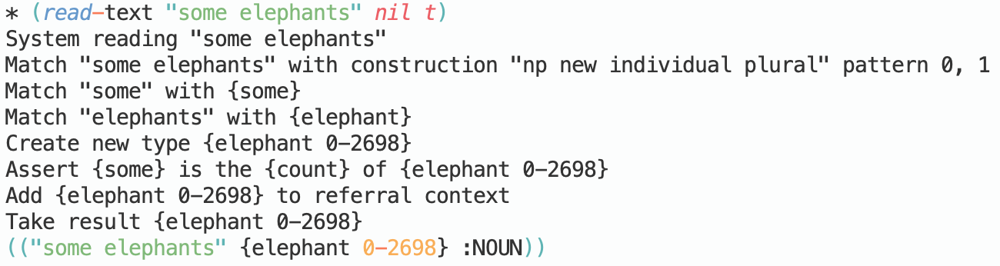 * (read-text "some elephants" nil t)
System reading "some elephants"
Match "some elephants" with construction "np new individual plural" pattern 0, 1
Match "some" with {some}
Match "elephants" with {elephant}
Create new type {elephant 0-2698}
Assert {some} is the {count} of {elephant 0-2698}
Add {elephant 0-2698} to referral context
Take result {elephant 0-2698}
(("some elephants" {elephant 0-2698} :NOUN))